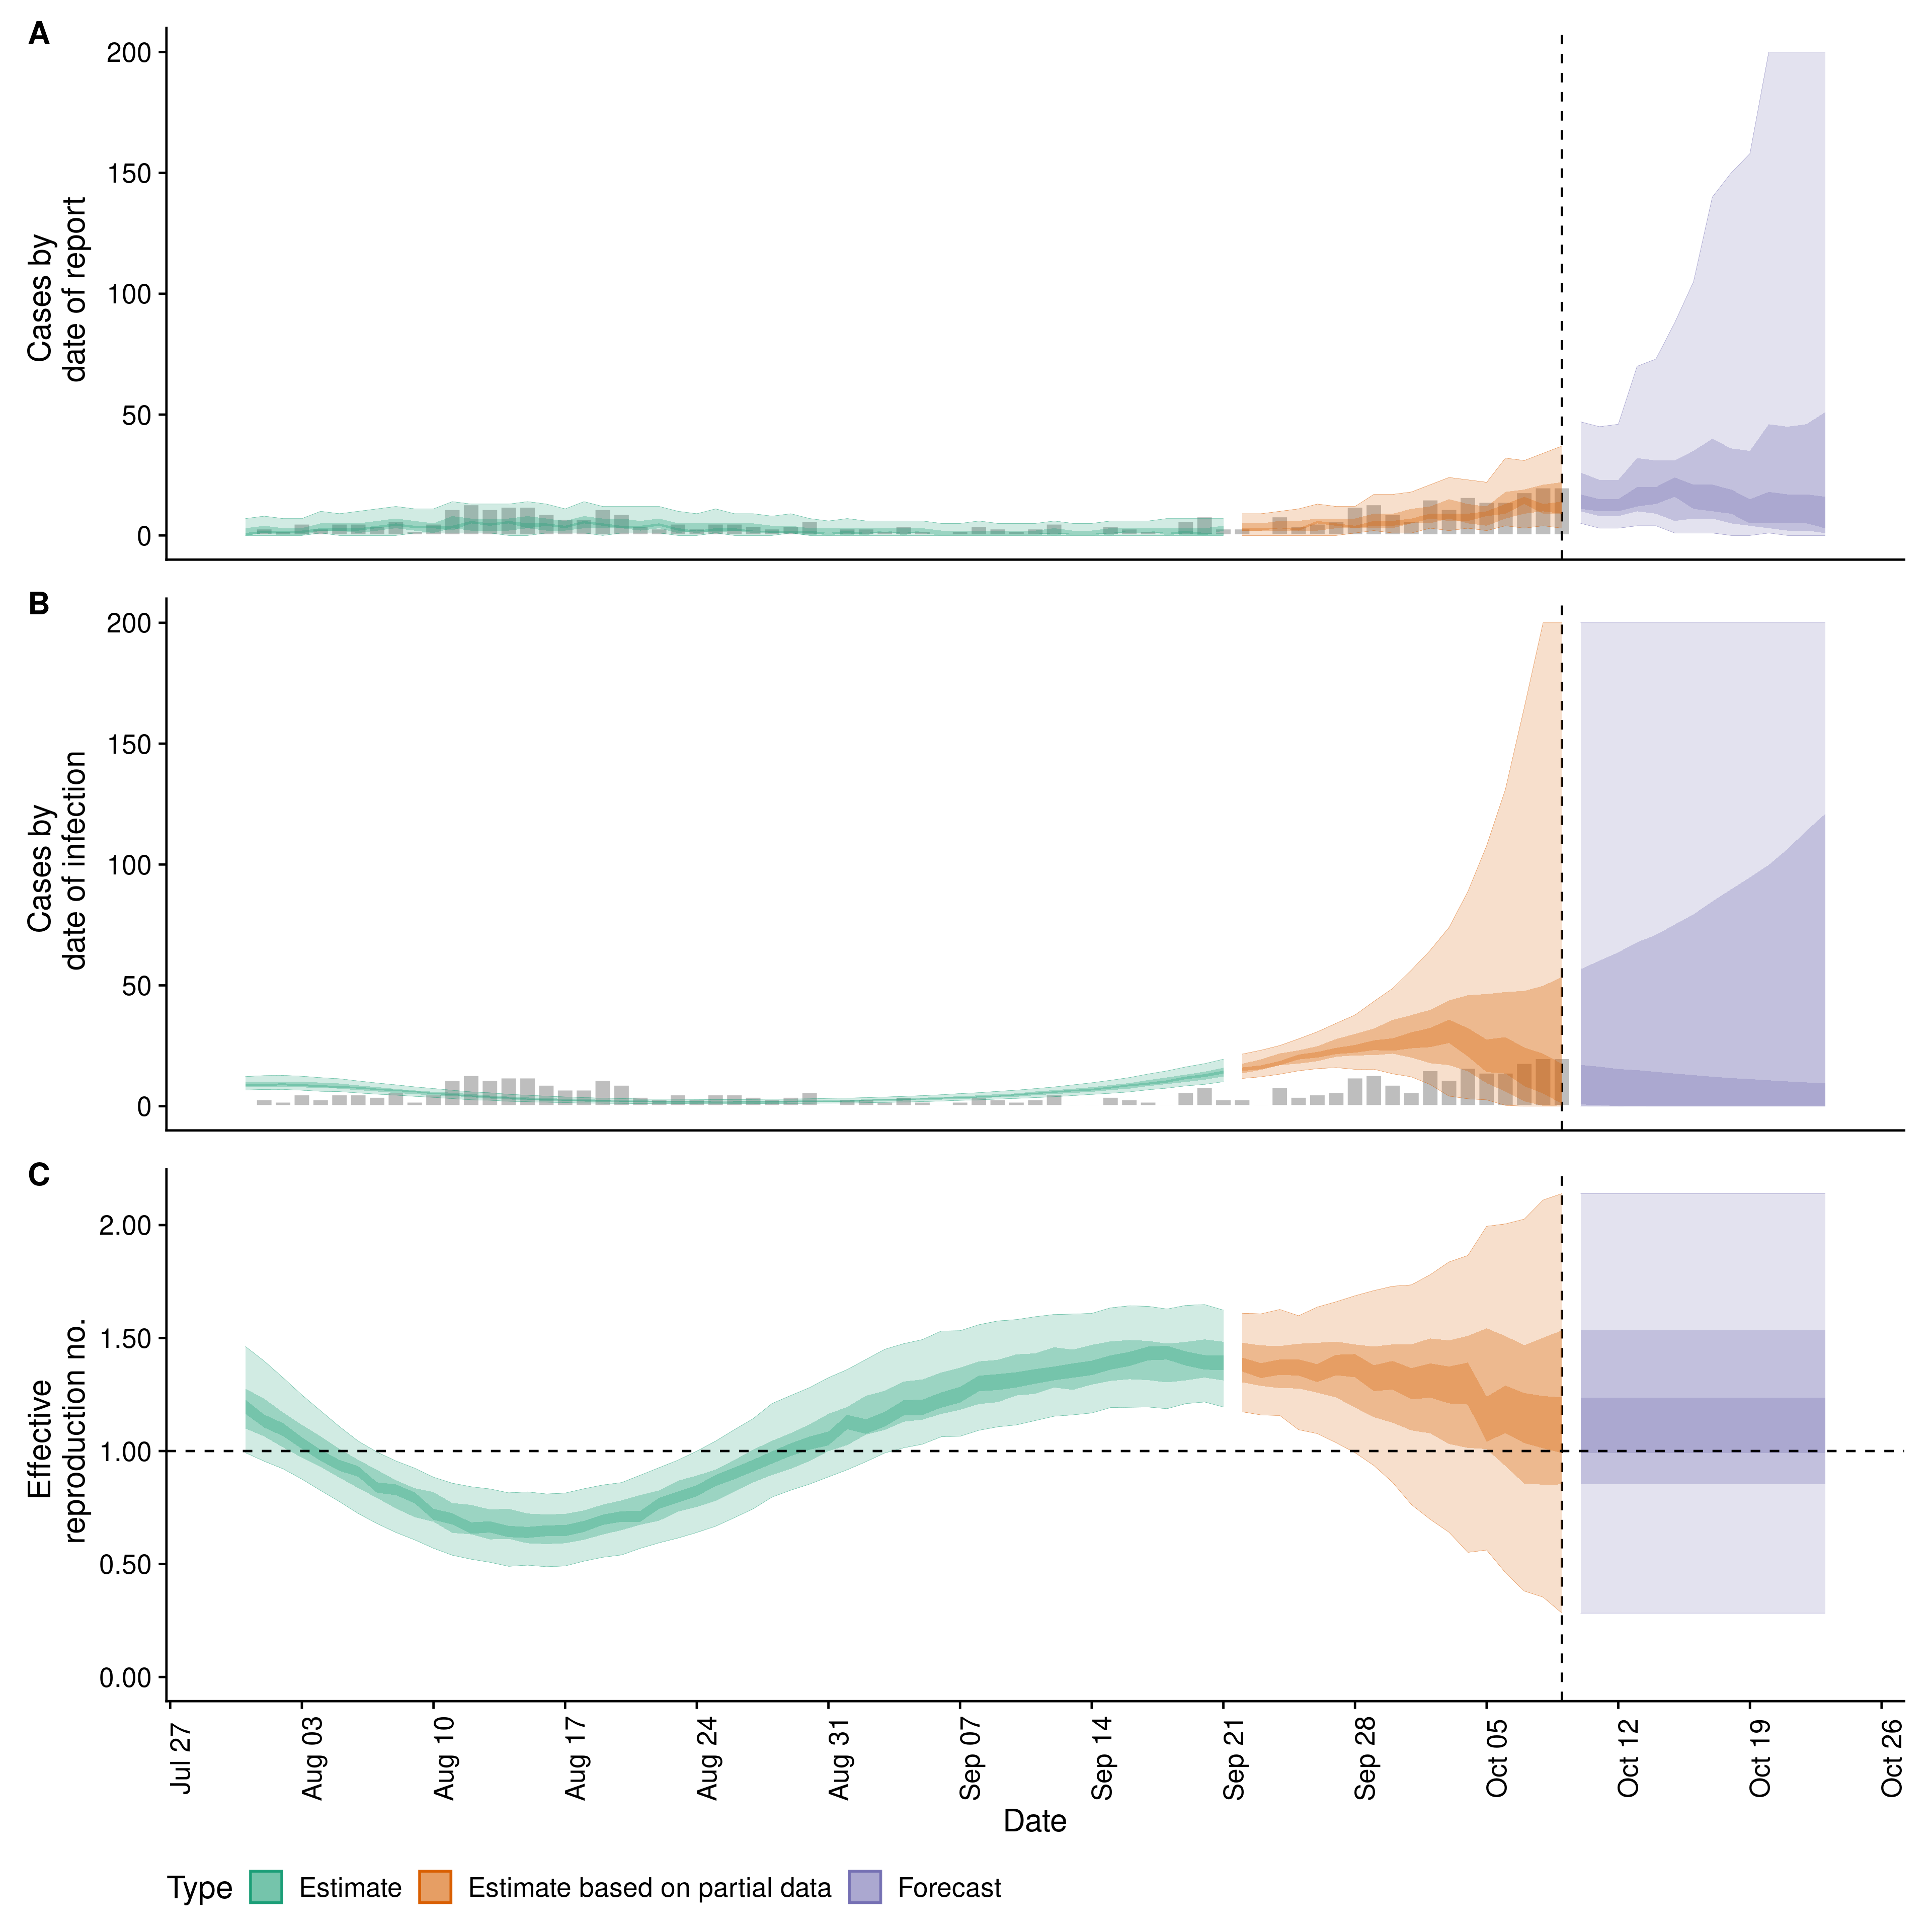 A
200
150
100
50
0
Cases by
date of report
B
200
150
100
50
0
Cases by
date of infection
C
2.00
1.50
1.00
0.50
0.00
Effective
reproduction no.
Jul 27
Aug 03
Aug 10
Aug 17
Aug 24
Aug 31
Sep 07
Sep 14
Sep 21
Sep 28
Oct 05
Oct 12
Oct 19
Oct 26
Date
Type Estimate Estimate based on partial data Forecast